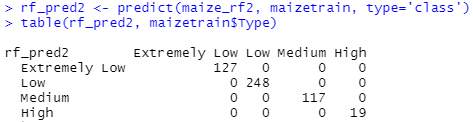 > rf_pred2 <- predict(maize_rf2, maizetrain, type='class')
> table(rf_pred2, maizetrain$Type)
rf_pred2 Extremely Low Low Medium High
Extremely Low 127 0 0 0
Low 0 248 0 0
Medium 0 0 117 0
High 0 0 0 19